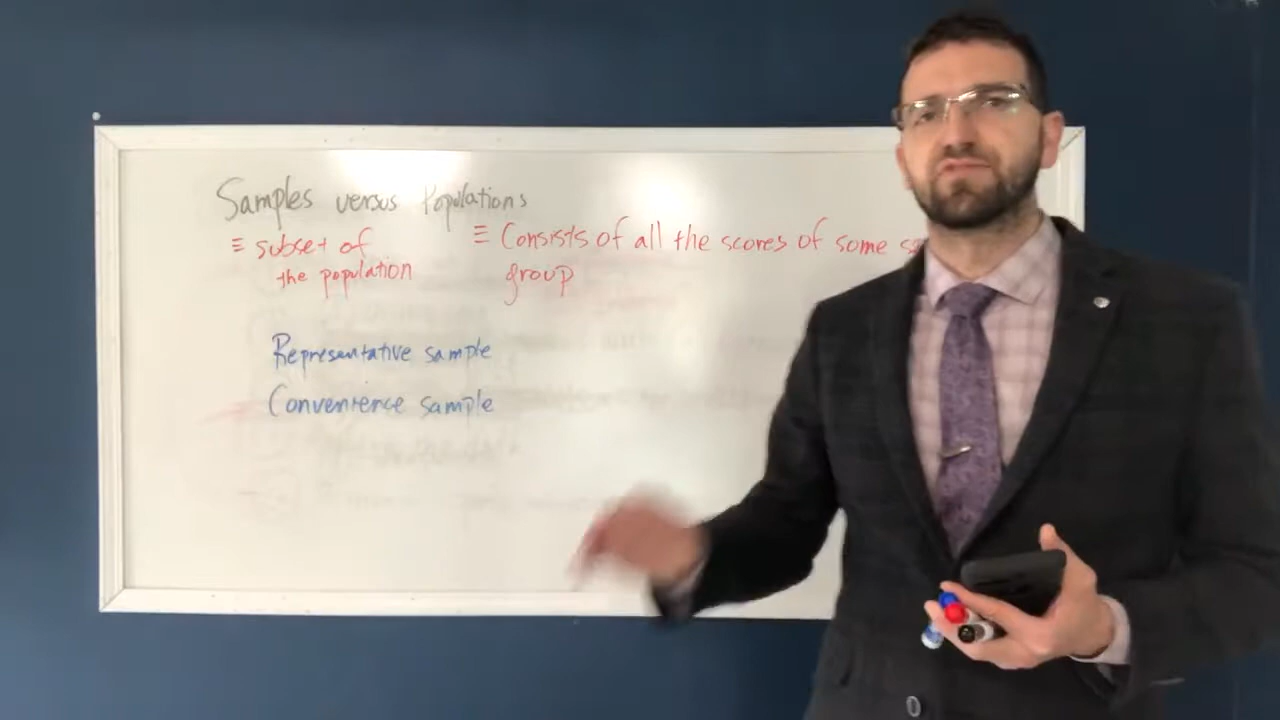 Samples versus Populations
≡ subset of
the population
≡ Consists of all the scores of some
group
Representative sample
Convenience sample